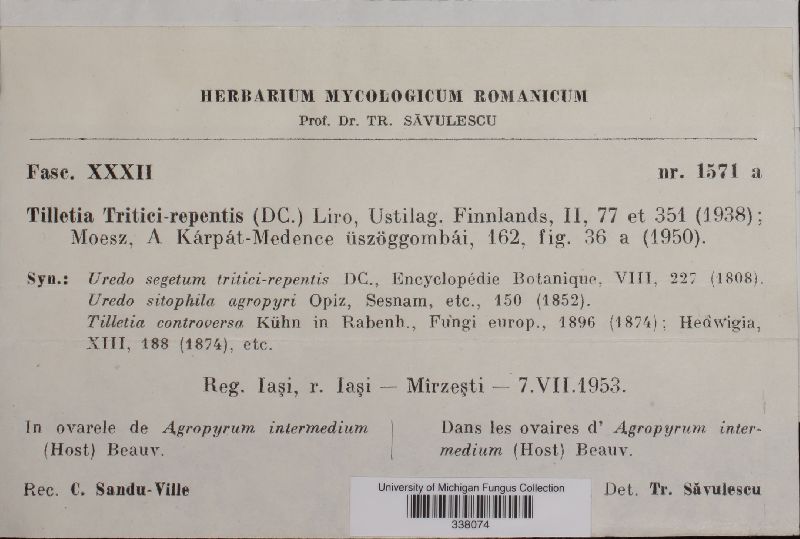 HERBARIUM MYCOLOGICUM ROMANICUM
Prof. Dr. TR. SĂVULESCU
Fasc. XXXII nr. 1571 a
Tilletia Tritici-repentis (DC.) Liro, Ustilag. Finnlands, II, 77 et 351 (1938);
Moesz, A Kárpát-Medence üszöggombái, 162, fig. 36 a (1950).
Syn.: Uredo segetum tritici-repentis DC., Encyclopédie Botanique, VIII, 227 (1808).
Uredo sitophila agropyri Opiz, Sesnam, etc., 150 (1852).
Tilletia controversa Kühn in Rabenh., Fungi europ., 1896 (1874); Hedwigia,
XIII, 188 (1874), etc.
Reg. Iaşi, r. Iaşi — Mîrzeşti — 7.VII.1953.
In ovarele de Agropyrum intermedium
(Host) Beauv.
Dans les ovaires d' Agropyrum inter-
medium (Host) Beauv.
Rec. C. Sandu-Ville
Det. Tr. Săvulescu
University of Michigan Fungus Collection
338074